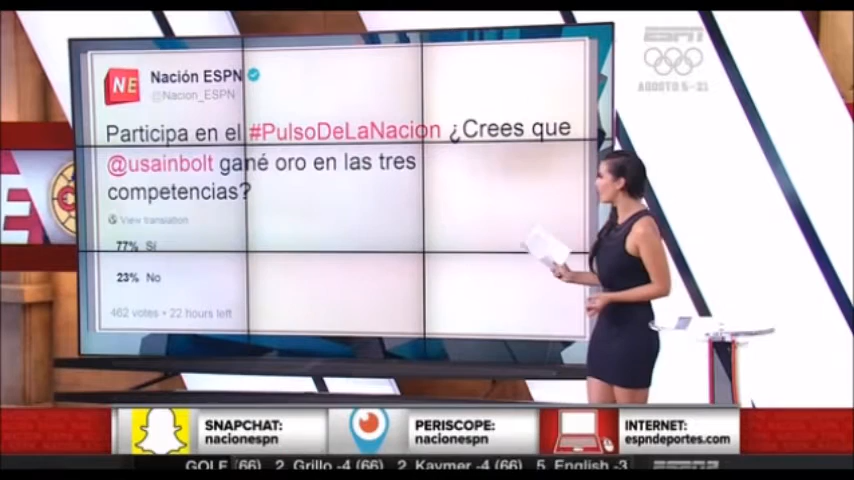 ESPN
AGOSTO 5-21
NE
Nación ESPN
@Nacion_ESPN
Participa en el #PulsoDeLaNacion ¿Crees que
@usainbolt gané oro en las tres
competencias?
View translation
77% Sí
23% No
462 votes • 22 hours left
SNAPCHAT:
nacionespn
PERISCOPE:
nacionespn
INTERNET:
espndeportes.com
GOLF (66) 2 Grillo -4 (66) 2 Kaymer -4 (66) 5 English -3
ESPN2